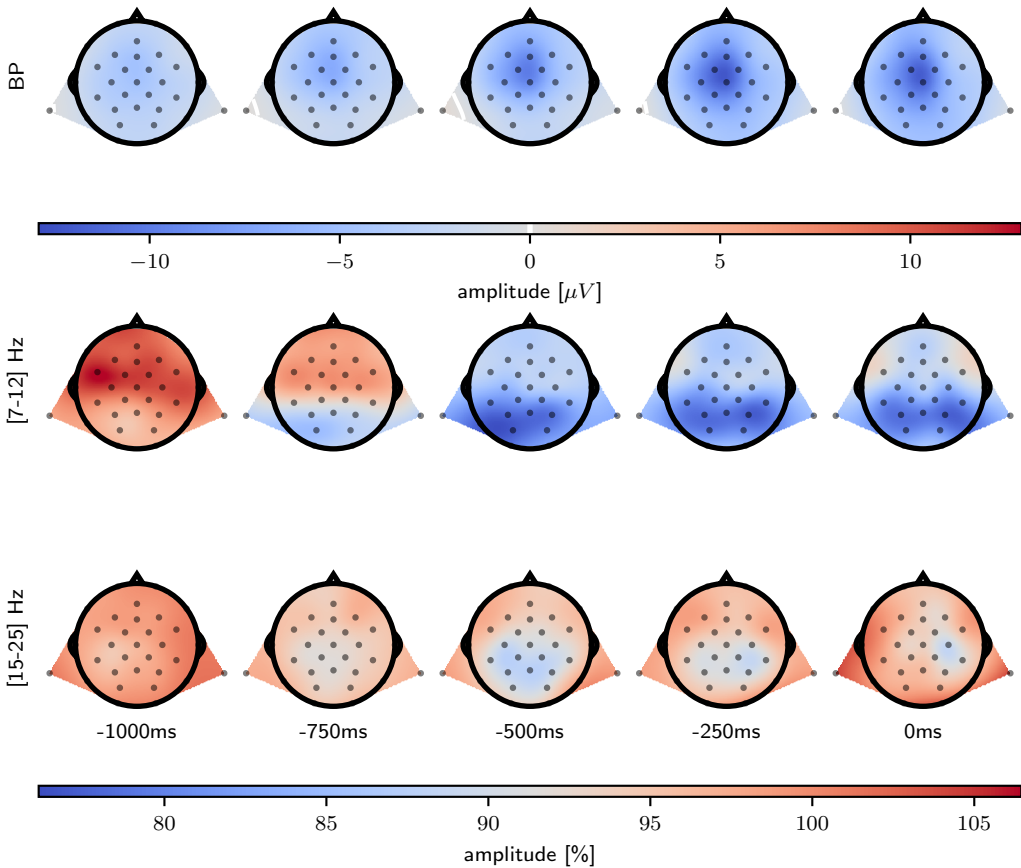 BP
−10 −5 0 5 10
amplitude [μV]
[7-12] Hz
[15-25] Hz
-1000ms -750ms -500ms -250ms 0ms
80 85 90 95 100 105
amplitude [%]